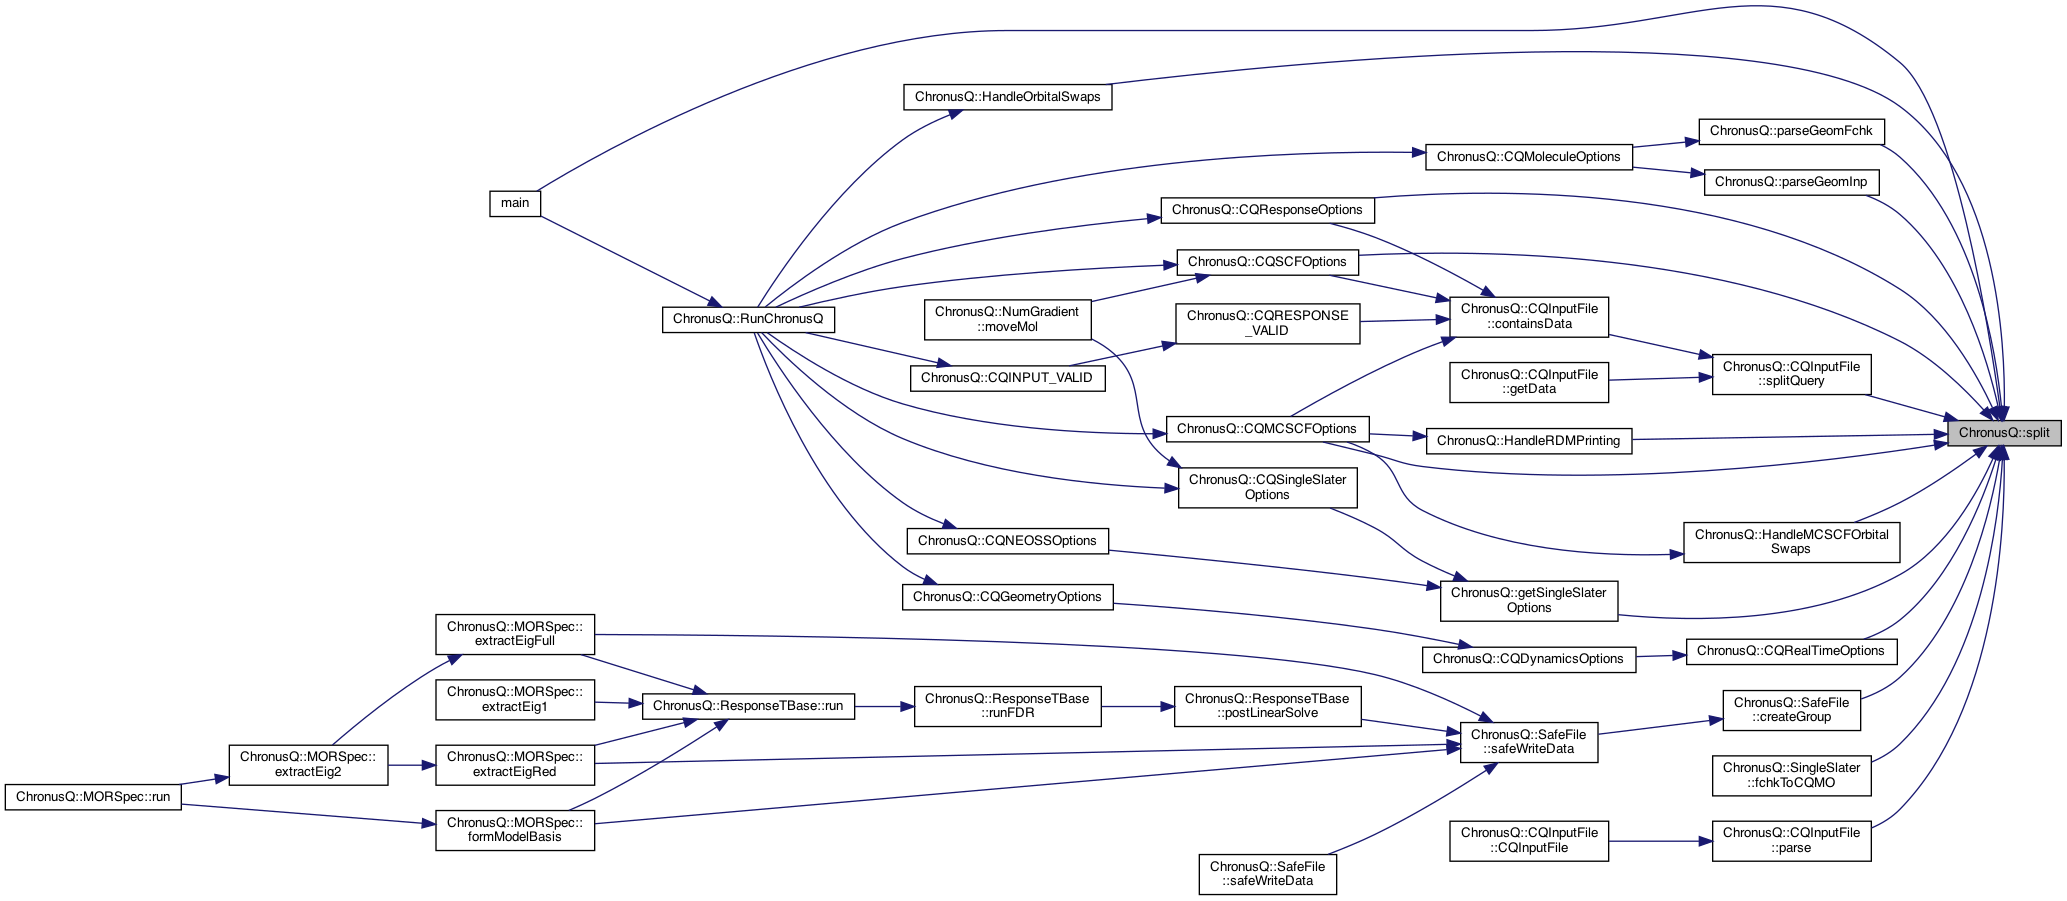 ChronusQ::HandleOrbitalSwaps
ChronusQ::parseGeomFchk
ChronusQ::CQMoleculeOptions
ChronusQ::parseGeomInp
main
ChronusQ::CQResponseOptions
ChronusQ::CQSCFOptions
ChronusQ::RunChronusQ
ChronusQ::NumGradient
::moveMol
ChronusQ::CQRESPONSE
_VALID
ChronusQ::CQInputFile
::containsData
ChronusQ::CQINPUT_VALID
ChronusQ::CQInputFile
::getData
ChronusQ::CQInputFile
::splitQuery
ChronusQ::CQMCSCFOptions
ChronusQ::HandleRDMPrinting
ChronusQ::split
ChronusQ::CQSingleSlater
Options
ChronusQ::CQNEOSSOptions
ChronusQ::HandleMCSCFOrbital
Swaps
ChronusQ::CQGeometryOptions
ChronusQ::getSingleSlater
Options
ChronusQ::MORSpec::
extractEigFull
ChronusQ::CQDynamicsOptions
ChronusQ::CQRealTimeOptions
ChronusQ::MORSpec::
extractEig1
ChronusQ::ResponseTBase::run
ChronusQ::ResponseTBase
::runFDR
ChronusQ::ResponseTBase
::postLinearSolve
ChronusQ::SafeFile
::createGroup
ChronusQ::SafeFile
::safeWriteData
ChronusQ::MORSpec::
extractEig2
ChronusQ::MORSpec::
extractEigRed
ChronusQ::SingleSlater
::fchkToCQMO
ChronusQ::MORSpec::run
ChronusQ::MORSpec::
formModelBasis
ChronusQ::CQInputFile
::CQInputFile
ChronusQ::CQInputFile
::parse
ChronusQ::SafeFile
::safeWriteData